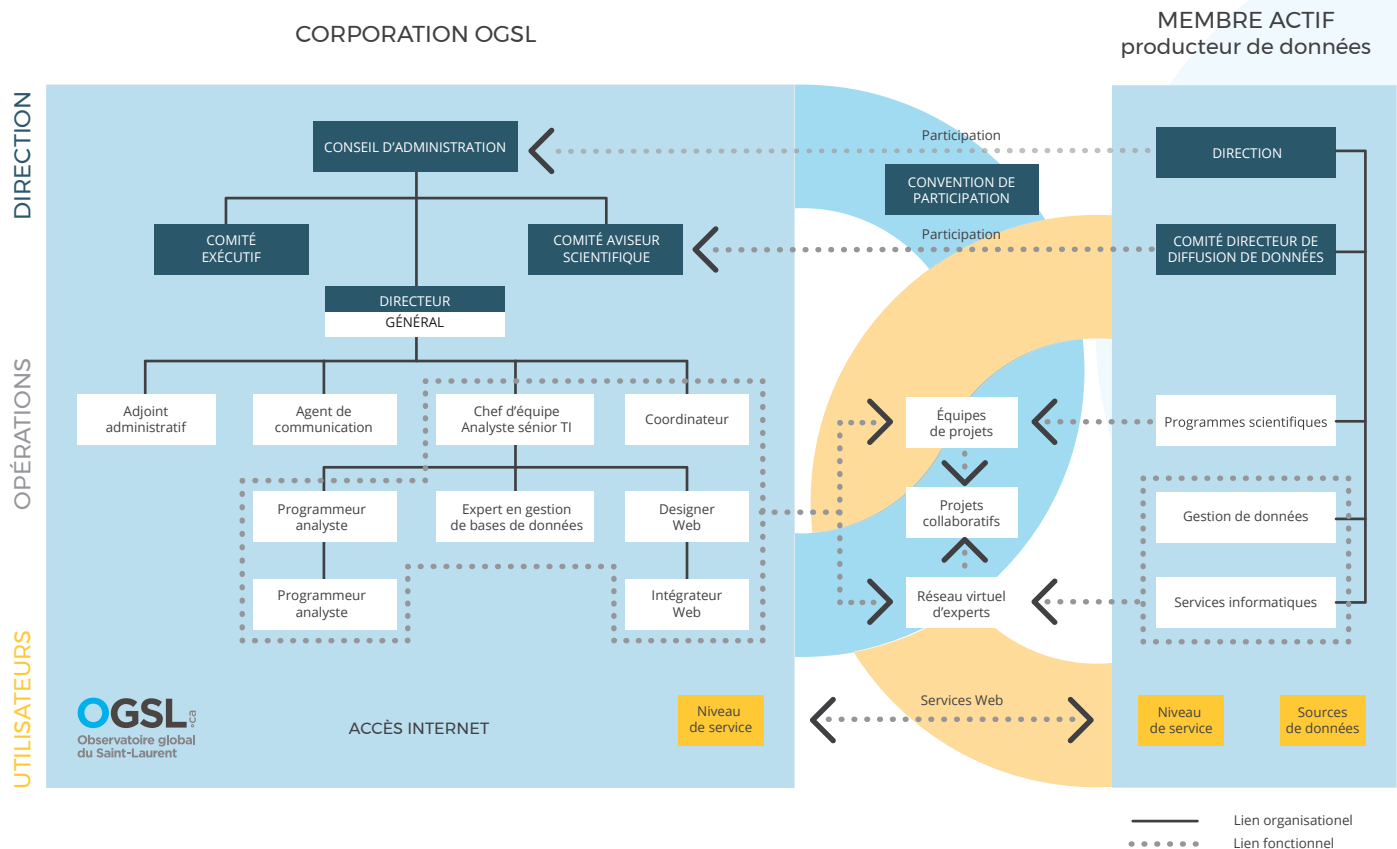 CORPORATION OGSL
MEMBRE ACTIF
producteur de données
DIRECTION
CONSEIL D'ADMINISTRATION
Participation
DIRECTION
CONVENTION DE
PARTICIPATION
COMITÉ
EXÉCUTIF
COMITÉ AVISEUR
SCIENTIFIQUE
Participation
COMITÉ DIRECTEUR DE
DIFFUSION DE DONNÉES
DIRECTEUR
GÉNÉRAL
OPÉRATIONS
Adjoint
administratif
Agent de
communication
Chef d'équipe
Analyste sénior TI
Coordinateur
Équipes
de projets
Programmes scientifiques
Programmeur
analyste
Expert en gestion
de bases de données
Designer
Web
Projets
collaboratifs
Gestion de données
Programmeur
analyste
Intégrateur
Web
Réseau virtuel
d'experts
Services informatiques
UTILISATEURS
OGSL.ca
Observatoire global
du Saint-Laurent
ACCÈS INTERNET
Niveau
de service
Services Web
Niveau
de service
Sources
de données
Lien organisationel
Lien fonctionnel